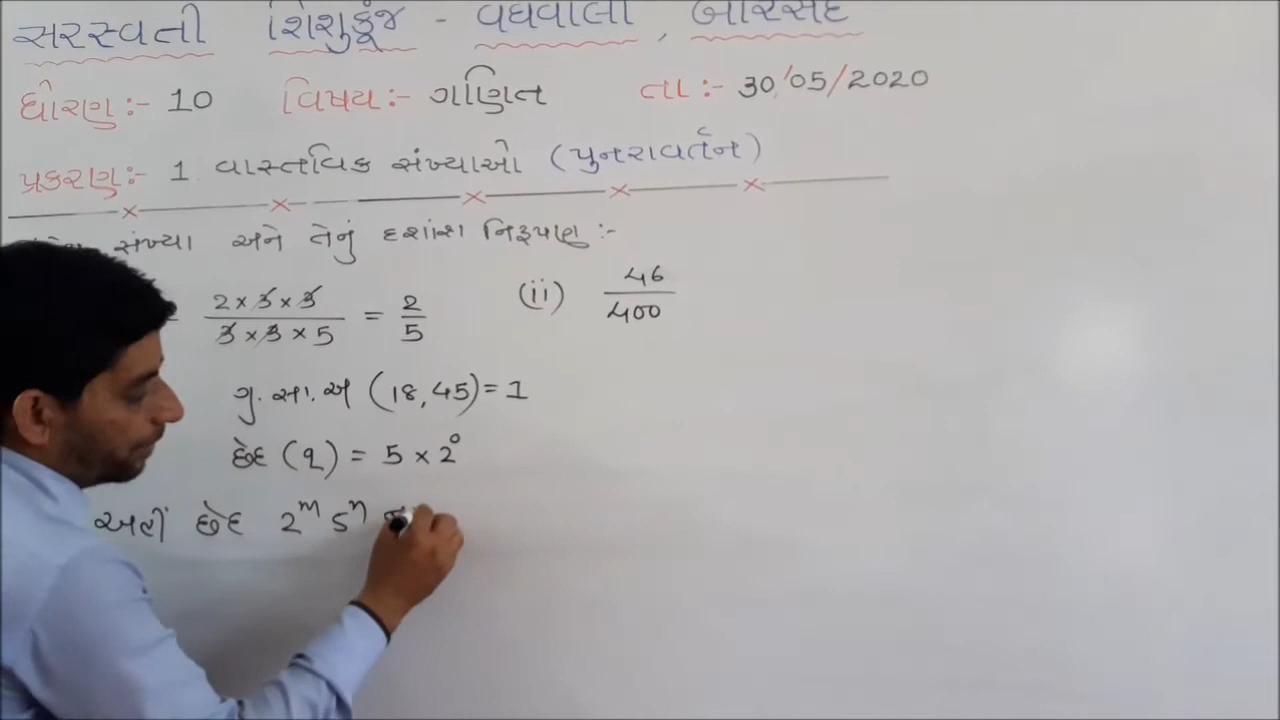 સરસ્વતી શિશુકુંજ - વઘવાલા, બોરસદ
ધોરણ :- 10 વિષય :- ગણિત તા :- 30/05/2020
પ્રકરણ :- 1 વાસ્તવિક સંખ્યાઓ (પુનરાવર્તન)
સંખ્યા અને તેનું દશાંશ નિરૂપણ :-
2 × 3 × 3 / 3 × 3 × 5 = 2/5 (ii) 46/400
ગુ. સા. અ (18, 45) = 1
છેદ (q) = 5 × 2⁰
અહીં છેદ 2ᵐ 5ⁿ